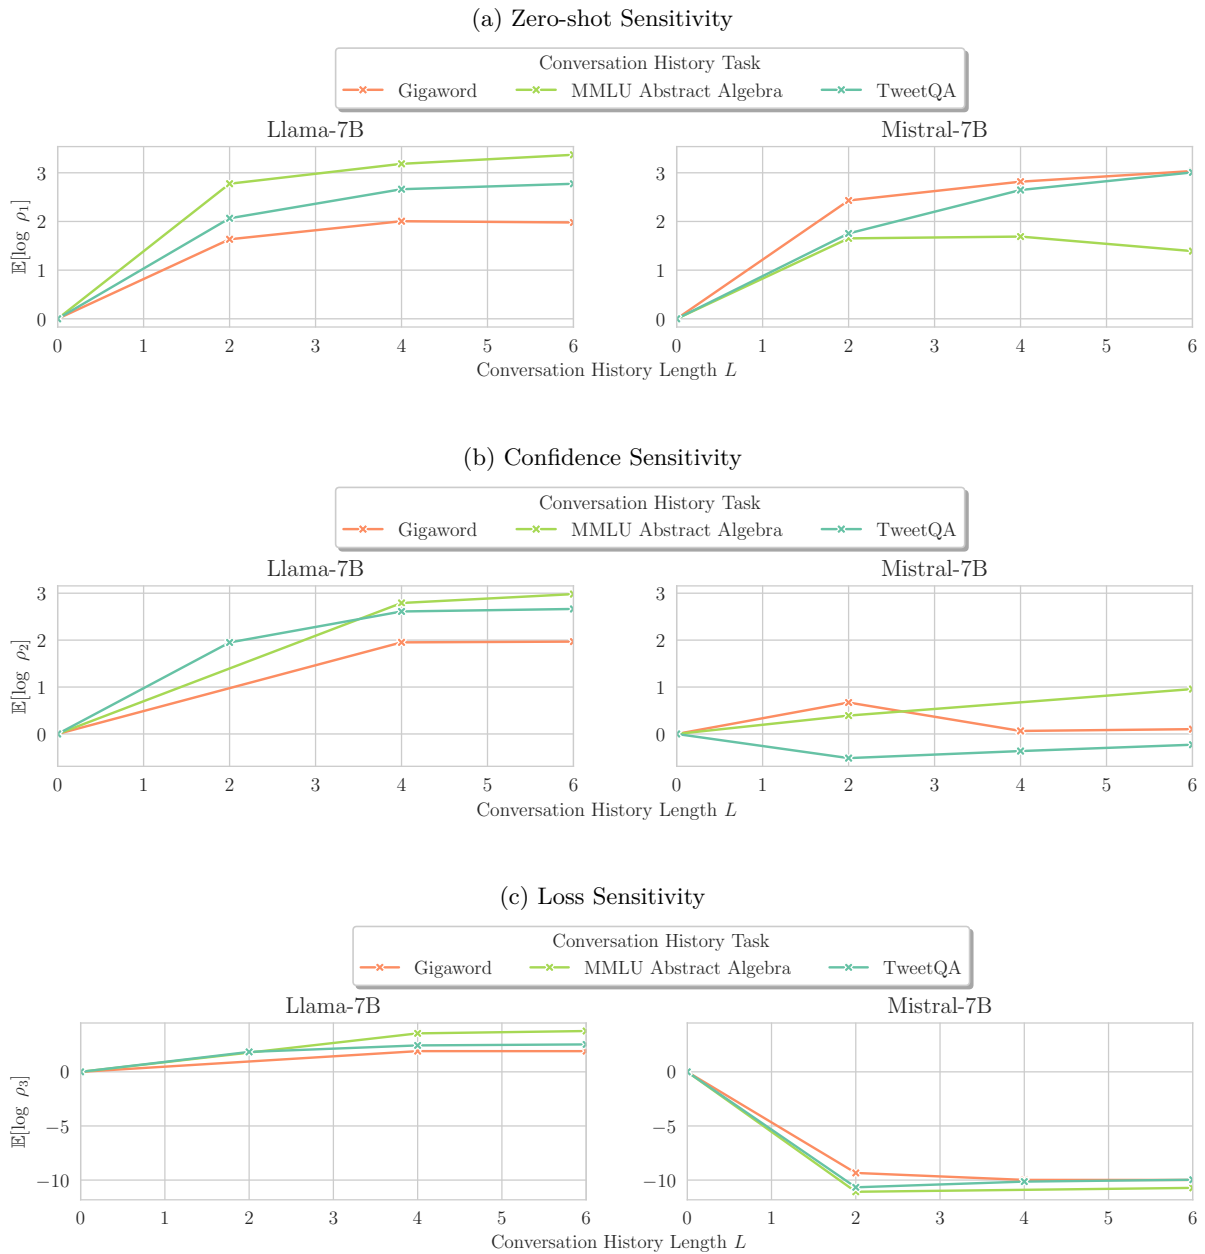 (a) Zero-shot Sensitivity
Conversation History Task
Gigaword MMLU Abstract Algebra TweetQA
Llama-7B Mistral-7B
𝔼[log ρ₁]
3
2
1
0
0 1 2 3 4 5 6 0 1 2 3 4 5 6
Conversation History Length L
(b) Confidence Sensitivity
Conversation History Task
Gigaword MMLU Abstract Algebra TweetQA
Llama-7B Mistral-7B
𝔼[log ρ₂]
3 3
2 2
1 1
0 0
0 1 2 3 4 5 6 0 1 2 3 4 5 6
Conversation History Length L
(c) Loss Sensitivity
Conversation History Task
Gigaword MMLU Abstract Algebra TweetQA
Llama-7B Mistral-7B
𝔼[log ρ₃]
0 0
−5 −5
−10 −10
0 1 2 3 4 5 6 0 1 2 3 4 5 6
Conversation History Length L